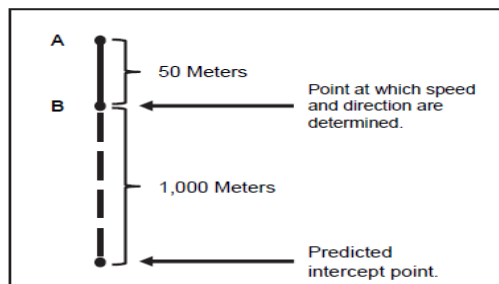 A
50 Meters
B
Point at which speed
and direction are
determined.
1,000 Meters
Predicted
intercept point.